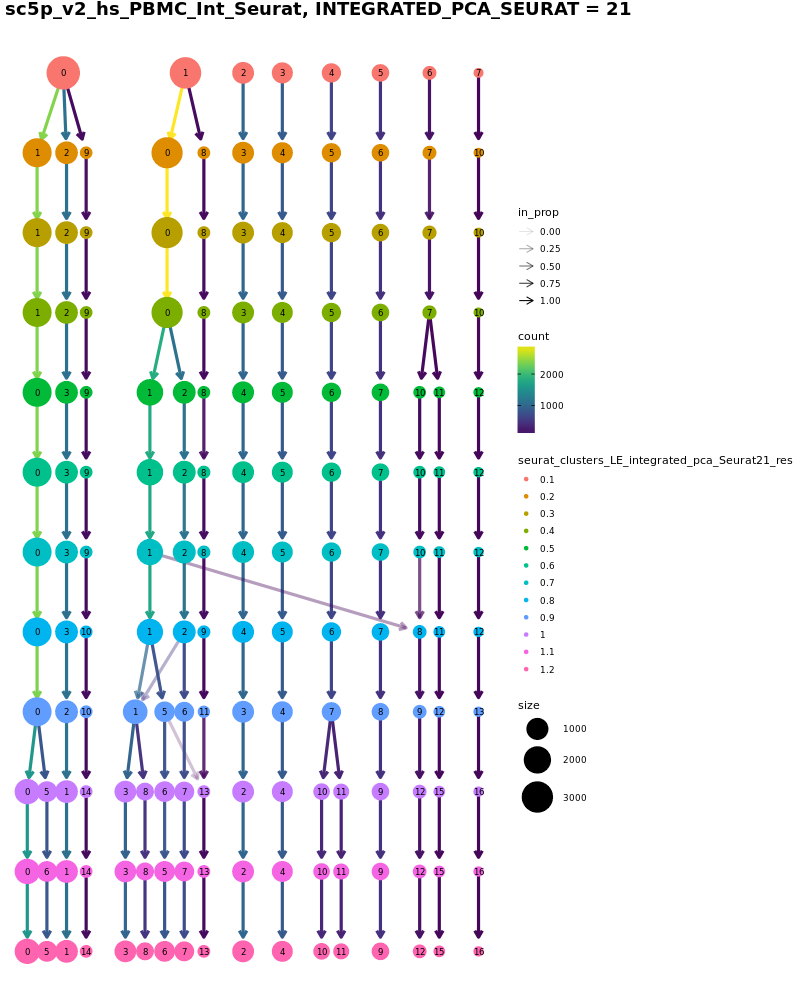 sc5p_v2_hs_PBMC_Int_Seurat, INTEGRATED_PCA_SEURAT = 21
0 1 2 3 4 5 6 7
1 2 9 0 8 3 4 5 6 7 10
1 2 9 0 8 3 4 5 6 7 10
1 2 9 0 8 3 4 5 6 7 10
0 3 9 1 2 8 4 5 6 7 10 11 12
0 3 9 1 2 8 4 5 6 7 10 11 12
0 3 9 1 2 8 4 5 6 7 10 11 12
0 3 10 1 2 9 4 5 6 7 8 11 12
0 2 10 1 5 6 11 3 4 7 8 9 12 13
0 5 1 14 3 8 6 7 13 2 4 10 11 9 12 15 16
0 6 1 14 3 8 5 7 13 2 4 10 11 9 12 15 16
0 5 1 14 3 8 6 7 13 2 4 10 11 9 12 15 16
in_prop
0.00
0.25
0.50
0.75
1.00
count
2000
1000
seurat_clusters_LE_integrated_pca_Seurat21_res
0.1
0.2
0.3
0.4
0.5
0.6
0.7
0.8
0.9
1
1.1
1.2
size
1000
2000
3000